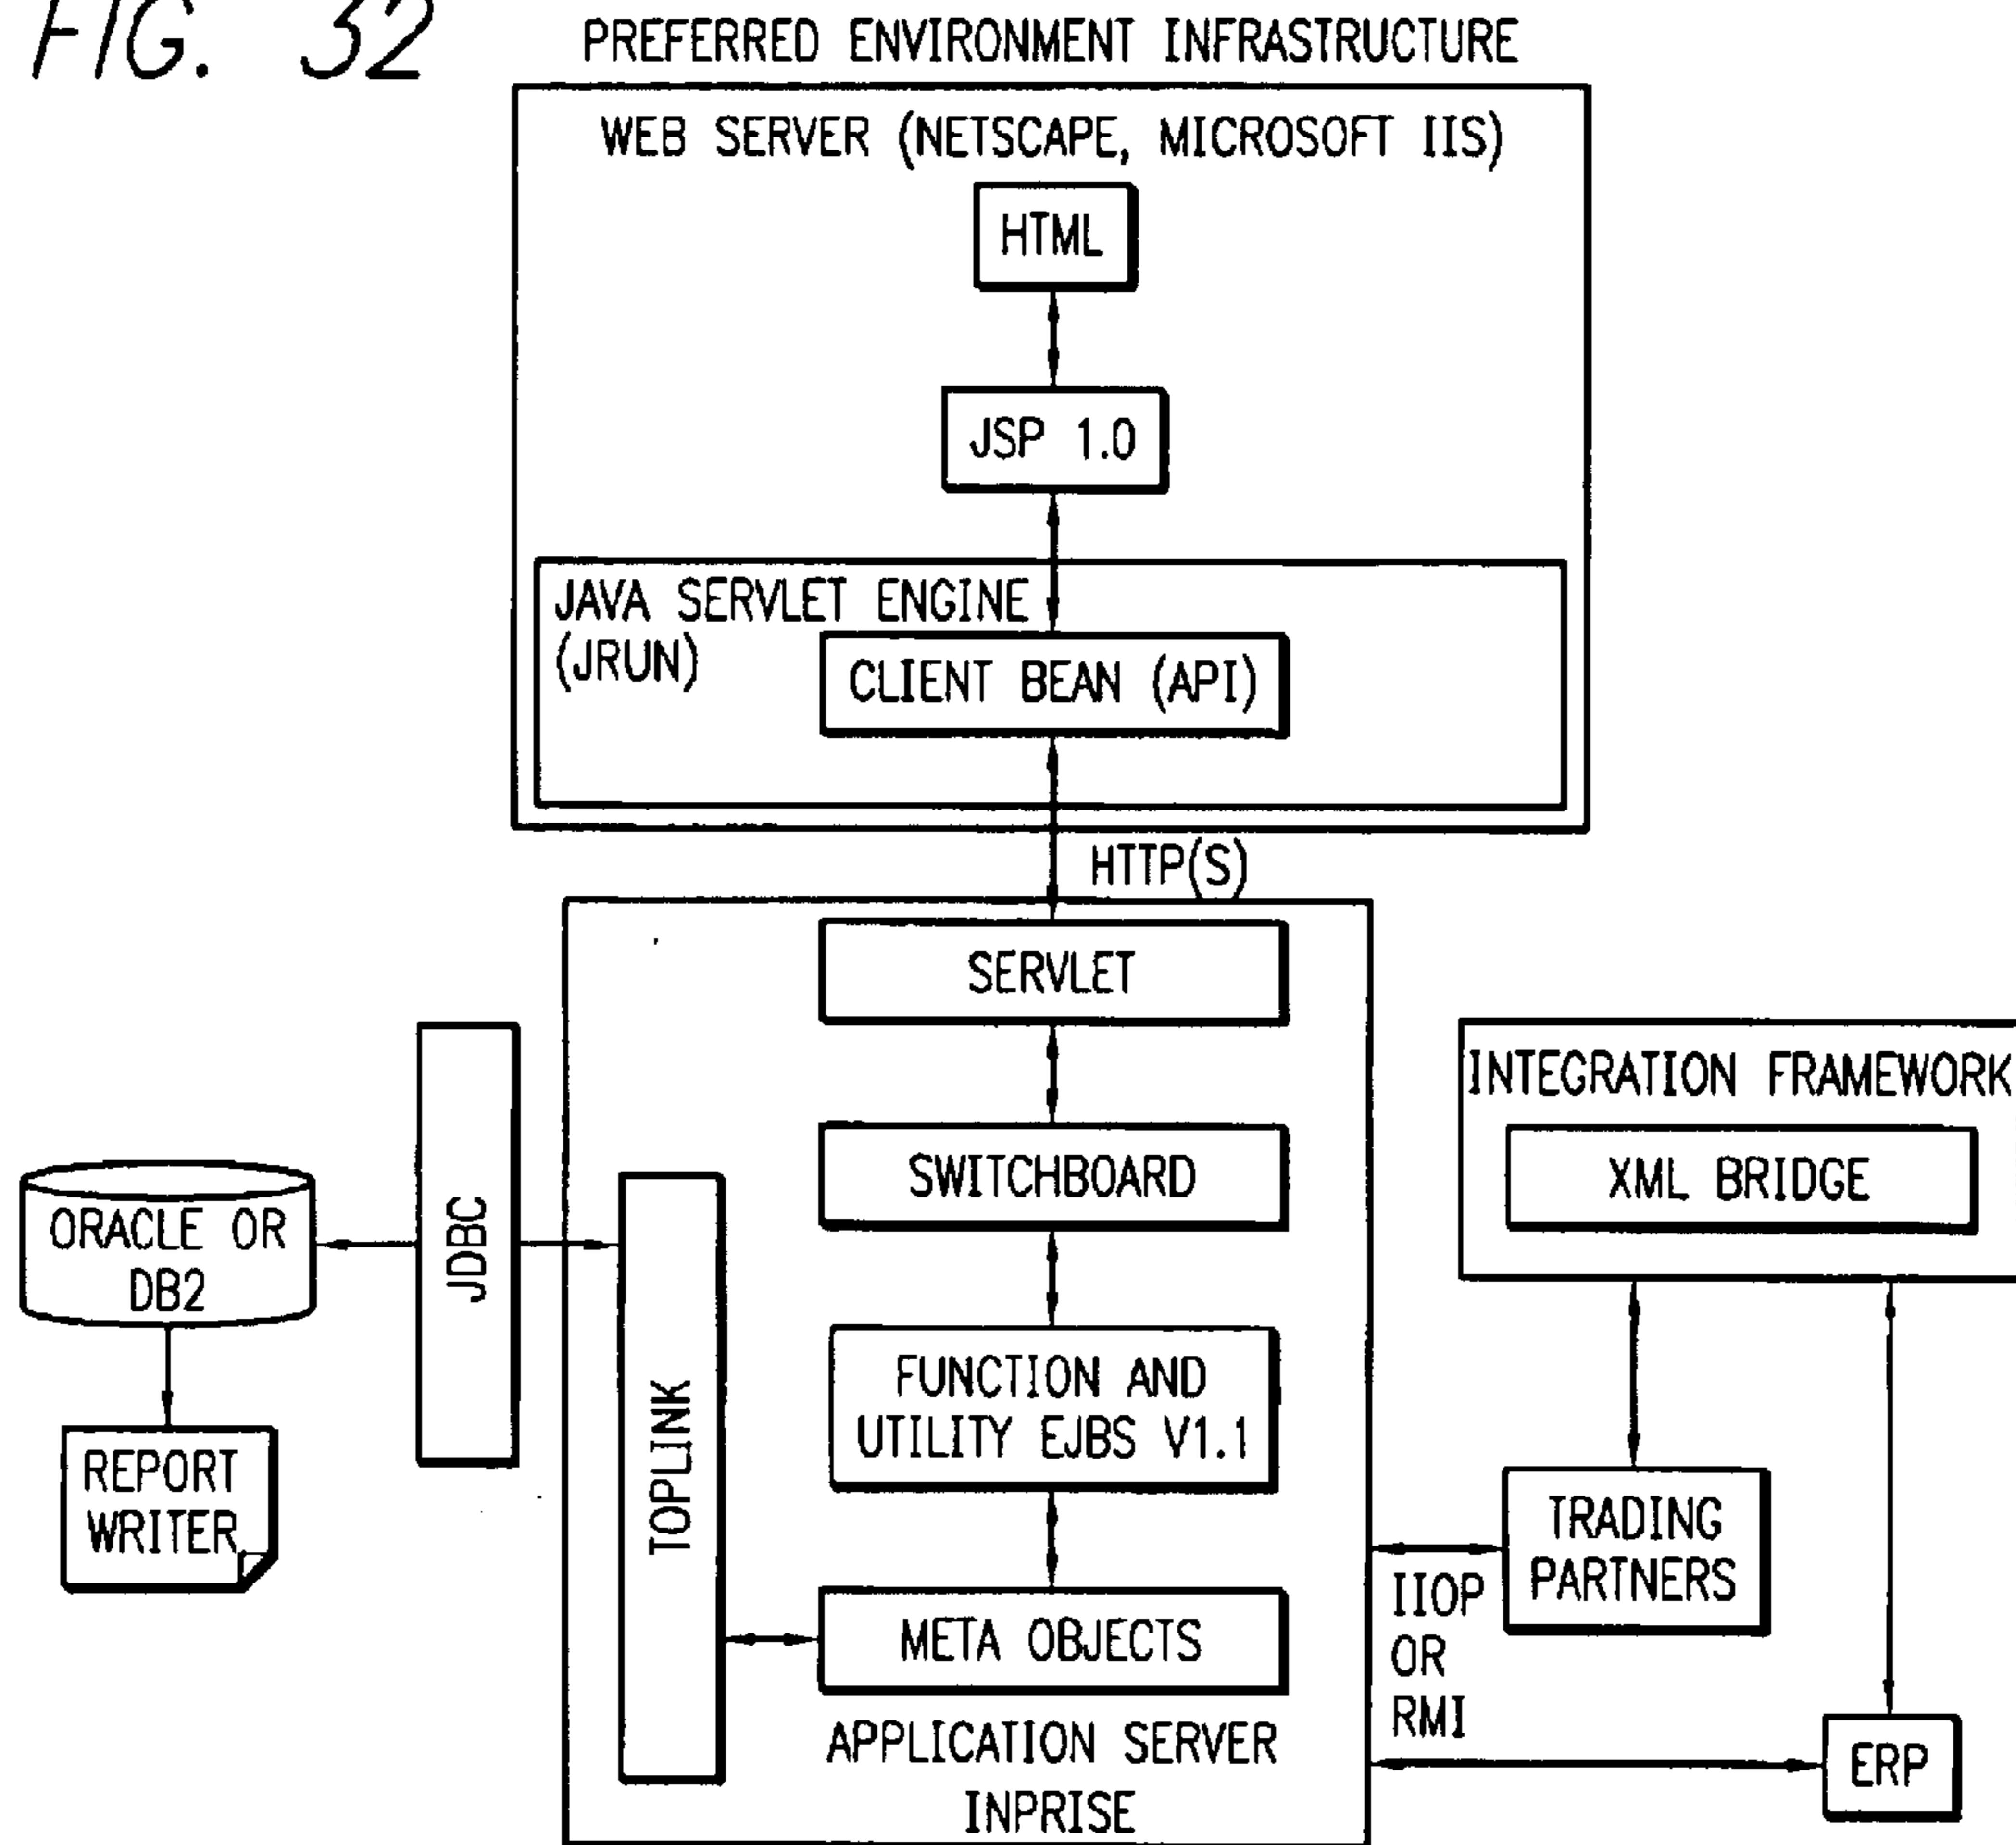 FIG. 32
PREFERRED ENVIRONMENT INFRASTRUCTURE
WEB SERVER (NETSCAPE, MICROSOFT IIS)
HTML
JSP 1.0
JAVA SERVLET ENGINE
(JRUN)
CLIENT BEAN (API)
HTTP(S)
SERVLET
SWITCHBOARD
FUNCTION AND
UTILITY EJBS V1.1
META OBJECTS
TOPLINK
APPLICATION SERVER
INPRISE
JDBC
ORACLE OR
DB2
REPORT
WRITER
INTEGRATION FRAMEWORK
XML BRIDGE
TRADING
PARTNERS
IIOP
OR
RMI
ERP